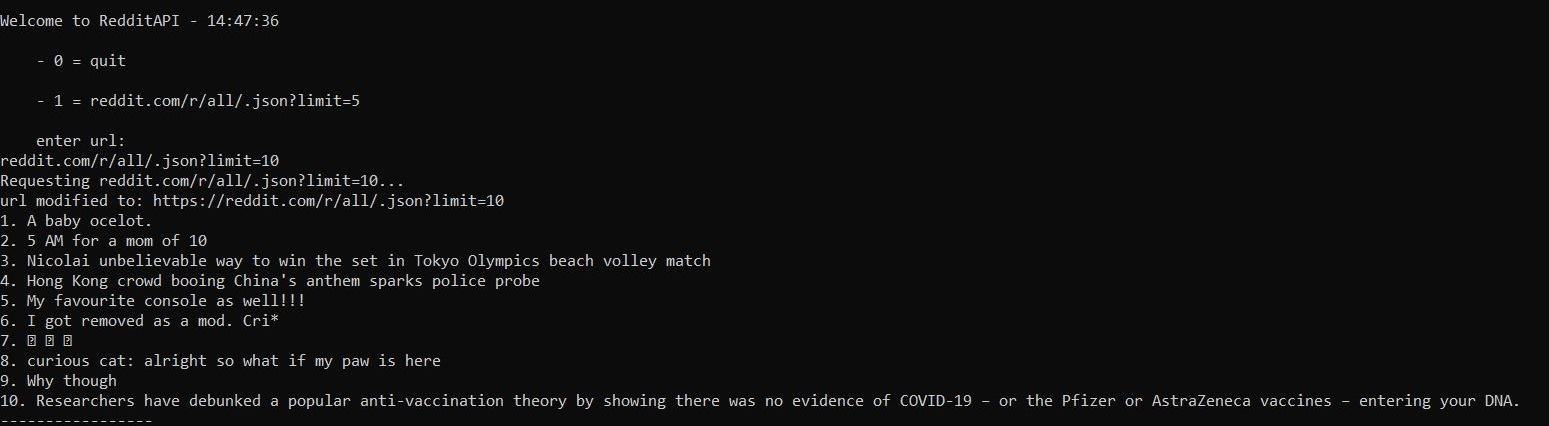 Welcome to RedditAPI - 14:47:36
- 0 = quit
- 1 = reddit.com/r/all/.json?limit=5
enter url:
reddit.com/r/all/.json?limit=10
Requesting reddit.com/r/all/.json?limit=10...
url modified to: https://reddit.com/r/all/.json?limit=10
1. A baby ocelot.
2. 5 AM for a mom of 10
3. Nicolai unbelievable way to win the set in Tokyo Olympics beach volley match
4. Hong Kong crowd booing China's anthem sparks police probe
5. My favourite console as well!!!
6. I got removed as a mod. Cri*
7. ⍰ ⍰ ⍰
8. curious cat: alright so what if my paw is here
9. Why though
10. Researchers have debunked a popular anti-vaccination theory by showing there was no evidence of COVID-19 – or the Pfizer or AstraZeneca vaccines – entering your DNA.
-----------------